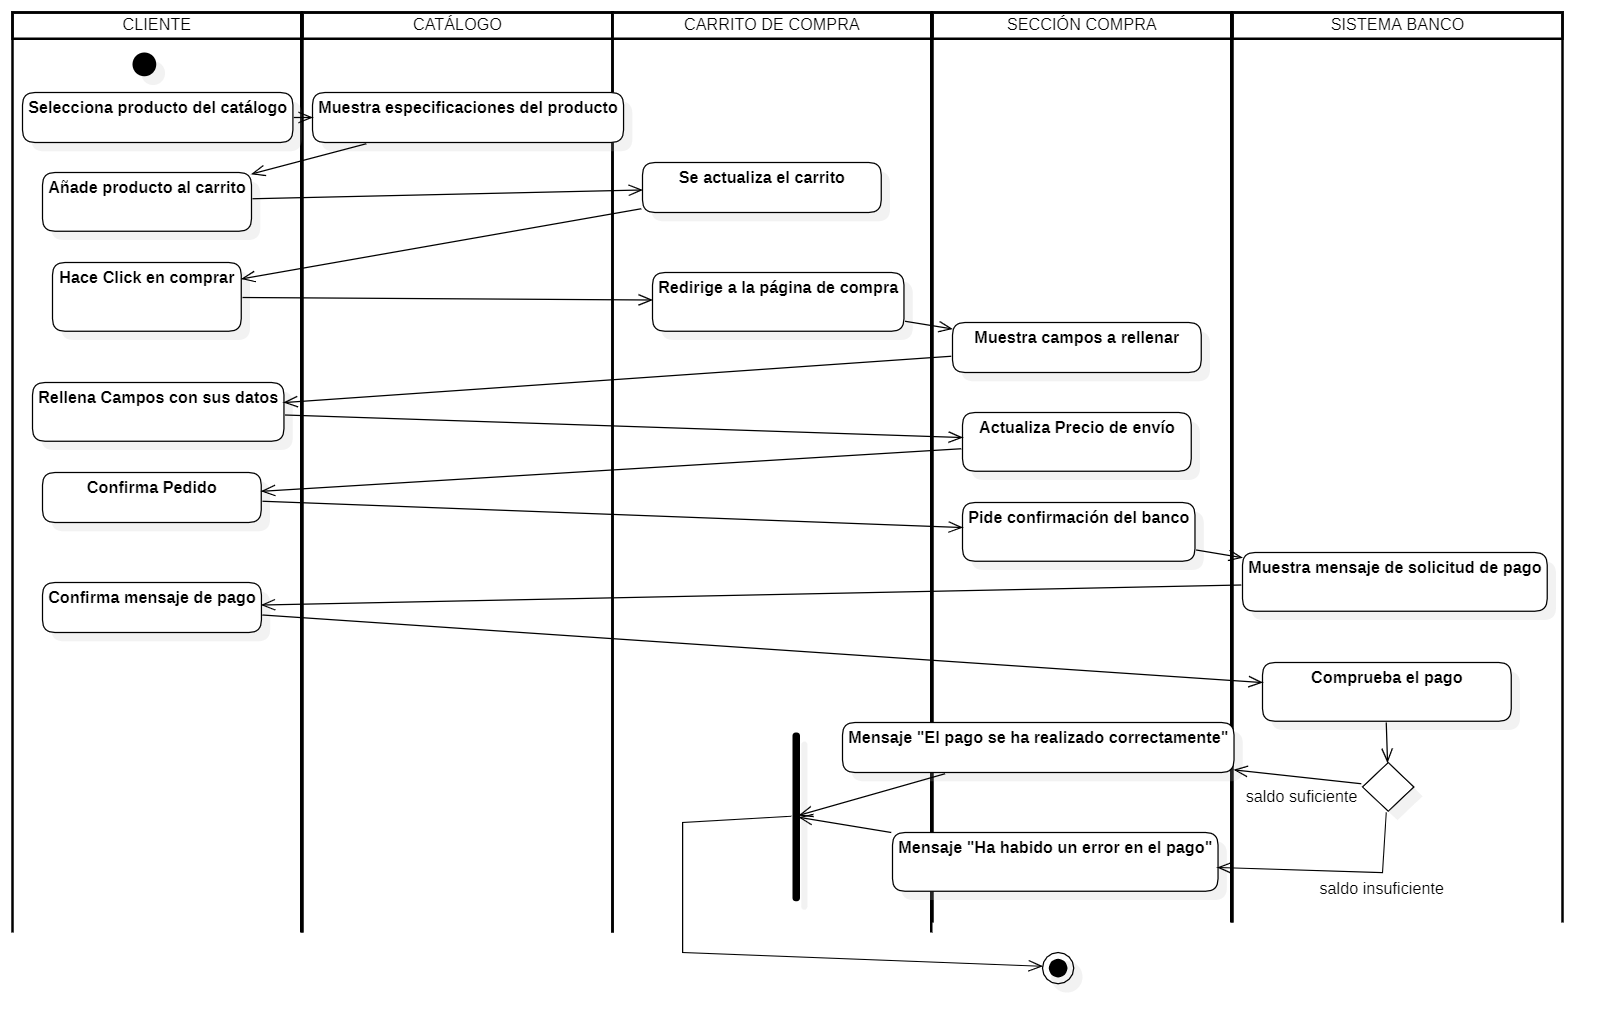 CLIENTE
CATÁLOGO
CARRITO DE COMPRA
SECCIÓN COMPRA
SISTEMA BANCO
Selecciona producto del catálogo
Muestra especificaciones del producto
Añade producto al carrito
Se actualiza el carrito
Hace Click en comprar
Redirige a la página de compra
Muestra campos a rellenar
Rellena Campos con sus datos
Actualiza Precio de envío
Confirma Pedido
Pide confirmación del banco
Muestra mensaje de solicitud de pago
Confirma mensaje de pago
Comprueba el pago
Mensaje "El pago se ha realizado correctamente"
saldo suficiente
Mensaje "Ha habido un error en el pago"
saldo insuficiente